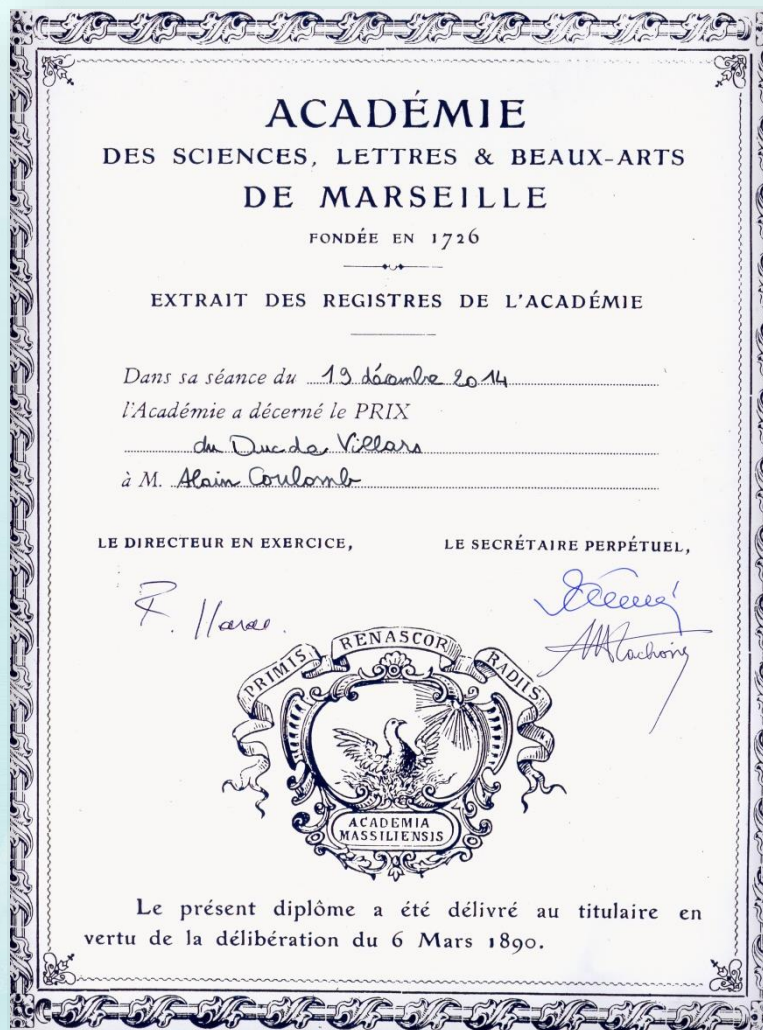 ACADÉMIE
DES SCIENCES, LETTRES & BEAUX-ARTS
DE MARSEILLE
FONDÉE EN 1726
EXTRAIT DES REGISTRES DE L'ACADÉMIE
Dans sa séance du 19 décembre 2014
l'Académie a décerné le PRIX
du Duc de Villars
à M. Alain Coulomb
LE DIRECTEUR EN EXERCICE, LE SECRÉTAIRE PERPÉTUEL,
PRIMIS RENASCOR RADIIS
ACADEMIA
MASSILIENSIS
Le présent diplôme a été délivré au titulaire en
vertu de la délibération du 6 Mars 1890.